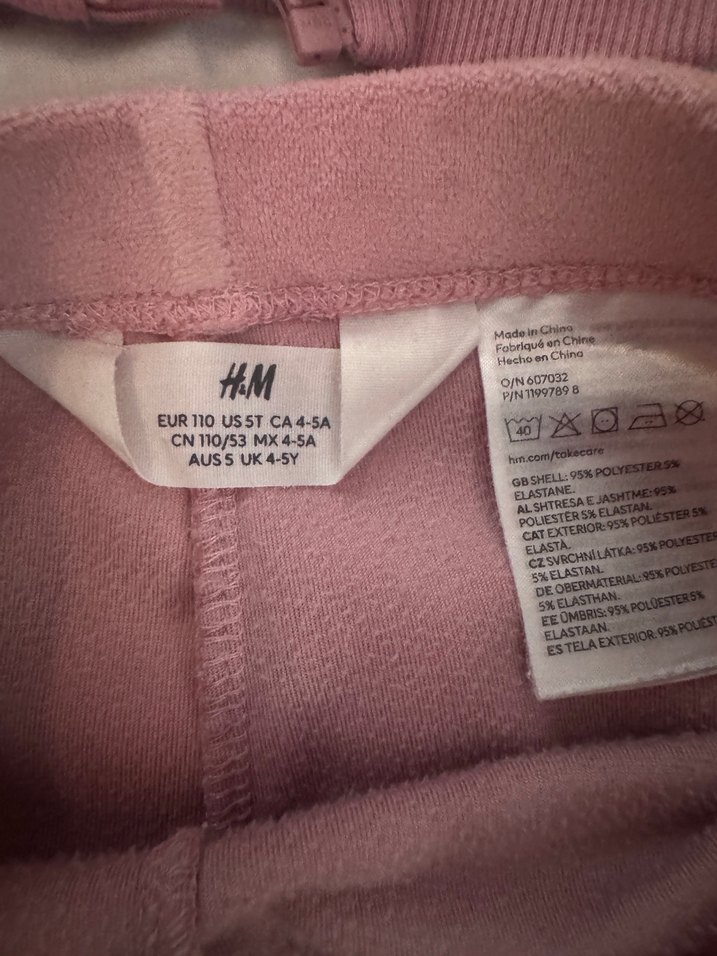 H&M
EUR 110 US 5T CA 4-5A
CN 110/53 MX 4-5A
AUS 5 UK 4-5Y
Made in China
Fabriqué en Chine
Hecho en China
O/N 607032
P/N 1199789 8
40
hm.com/takecare
GB SHELL: 95% POLYESTER 5%
ELASTANE.
AL SHTRESA E JASHTME: 95%
POLIESTËR 5% ELASTAN.
CAT EXTERIOR: 95% POLIÈSTER 5%
ELASTÀ.
CZ SVRCHNÍ LÁTKA: 95% POLYESTER
5% ELASTAN.
DE OBERMATERIAL: 95% POLYESTE
5% ELASTHAN.
EE ÜMBRIS: 95% POLÜESTER 5%
ELASTAAN.
ES TELA EXTERIOR: 95% POLIÉST